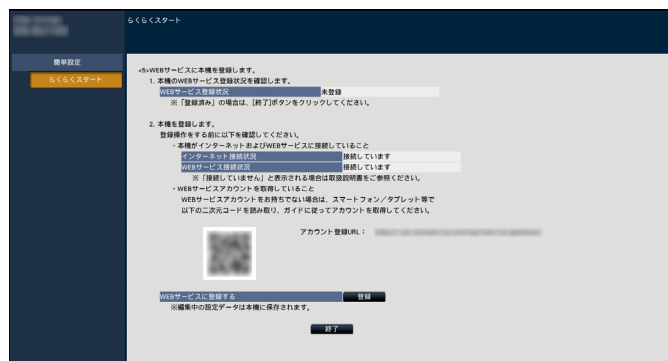 らくらくスタート
簡単設定
らくらくスタート
<5>WEBサービスに本機を登録します。
1. 本機のWEBサービス登録状況を確認します。
WEBサービス登録状況 未登録
※「登録済み」の場合は、[終了]ボタンをクリックしてください。
2. 本機を登録します。
登録操作をする前に以下を確認してください。
・本機がインターネットおよびWEBサービスに接続していること
インターネット接続状況 接続しています
WEBサービス接続状況 接続しています
※「接続していません」と表示される場合は取扱説明書をご参照ください。
・WEBサービスアカウントを取得していること
WEBサービスアカウントをお持ちでない場合は、スマートフォン/タブレット等で
以下の二次元コードを読み取り、ガイドに従ってアカウントを取得してください。
アカウント登録URL：
WEBサービスに登録する 登録
※編集中の設定データは本機に保存されます。
終了